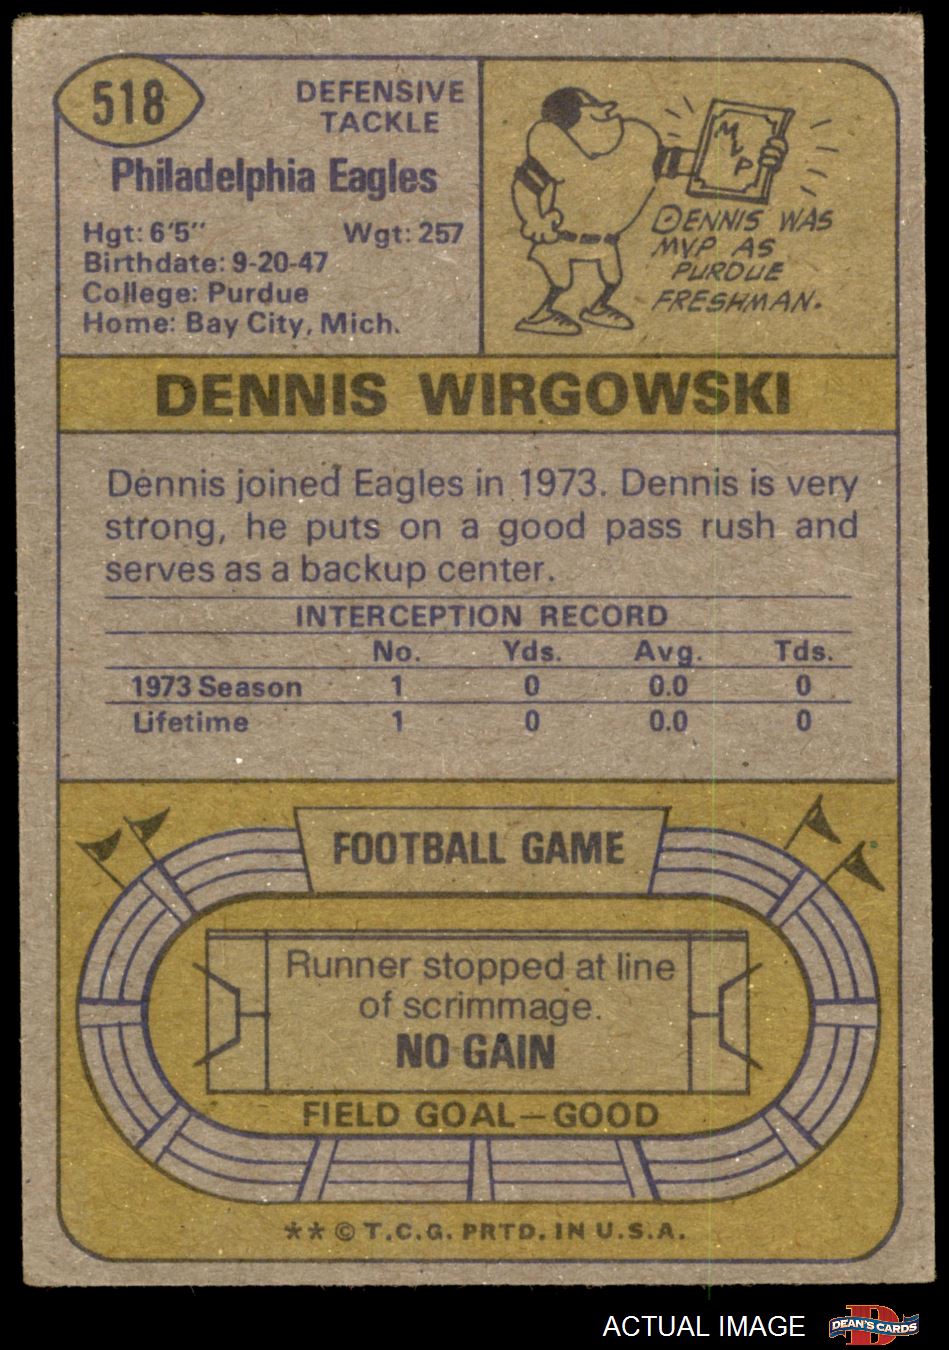 518
DEFENSIVE
TACKLE
Philadelphia Eagles
Hgt: 6'5" Wgt: 257
Birthdate: 9-20-47
College: Purdue
Home: Bay City, Mich.
MVP
DENNIS WAS
MVP AS
PURDUE
FRESHMAN.
DENNIS WIRGOWSKI
Dennis joined Eagles in 1973. Dennis is very
strong, he puts on a good pass rush and
serves as a backup center.
INTERCEPTION RECORD
No. Yds. Avg. Tds.
1973 Season 1 0 0.0 0
Lifetime 1 0 0.0 0
FOOTBALL GAME
Runner stopped at line
of scrimmage.
NO GAIN
FIELD GOAL—GOOD
** © T.C.G. PRTD. IN U.S.A.
ACTUAL IMAGE
D
DEAN'S CARDS